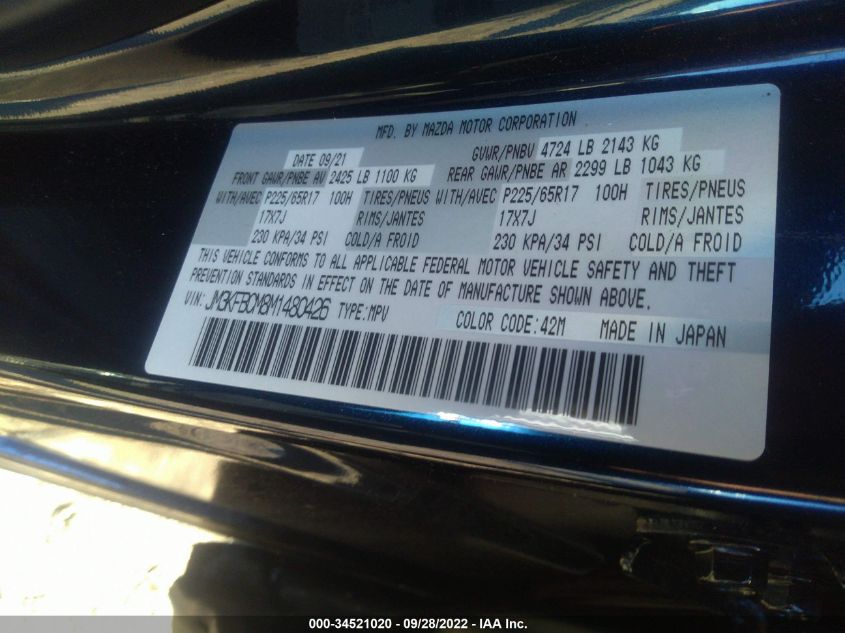 MFD. BY MAZDA MOTOR CORPORATION
DATE 09/21 GVWR/PNBV 4724 LB 2143 KG
FRONT GAWR/PNBE AV 2425 LB 1100 KG REAR GAWR/PNBE AR 2299 LB 1043 KG
WITH/AVEC P225/65R17 100H TIRES/PNEUS WITH/AVEC P225/65R17 100H TIRES/PNEUS
17X7J RIMS/JANTES 17X7J RIMS/JANTES
230 KPA/34 PSI COLD/A FROID 230 KPA/34 PSI COLD/A FROID
THIS VEHICLE CONFORMS TO ALL APPLICABLE FEDERAL MOTOR VEHICLE SAFETY AND THEFT
PREVENTION STANDARDS IN EFFECT ON THE DATE OF MANUFACTURE SHOWN ABOVE.
VIN: JM3KFBCM8M1480426 TYPE: MPV COLOR CODE: 42M MADE IN JAPAN
000-34521020 - 09/28/2022 - IAA Inc.